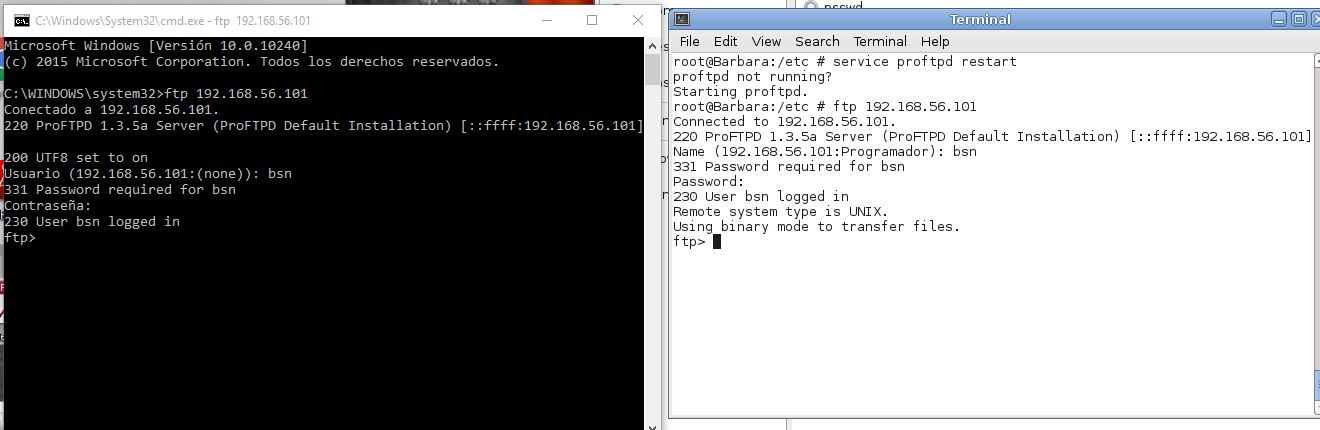 C:\Windows\System32\cmd.exe - ftp 192.168.56.101
Microsoft Windows [Versión 10.0.10240]
(c) 2015 Microsoft Corporation. Todos los derechos reservados.
C:\WINDOWS\system32>ftp 192.168.56.101
Conectado a 192.168.56.101.
220 ProFTPD 1.3.5a Server (ProFTPD Default Installation) [::ffff:192.168.56.101]
200 UTF8 set to on
Usuario (192.168.56.101:(none)): bsn
331 Password required for bsn
Contraseña:
230 User bsn logged in
ftp>
Terminal
File Edit View Search Terminal Help
root@Barbara:/etc # service proftpd restart
proftpd not running?
Starting proftpd.
root@Barbara:/etc # ftp 192.168.56.101
Connected to 192.168.56.101.
220 ProFTPD 1.3.5a Server (ProFTPD Default Installation) [::ffff:192.168.56.101]
Name (192.168.56.101:Programador): bsn
331 Password required for bsn
Password:
230 User bsn logged in
Remote system type is UNIX.
Using binary mode to transfer files.
ftp>